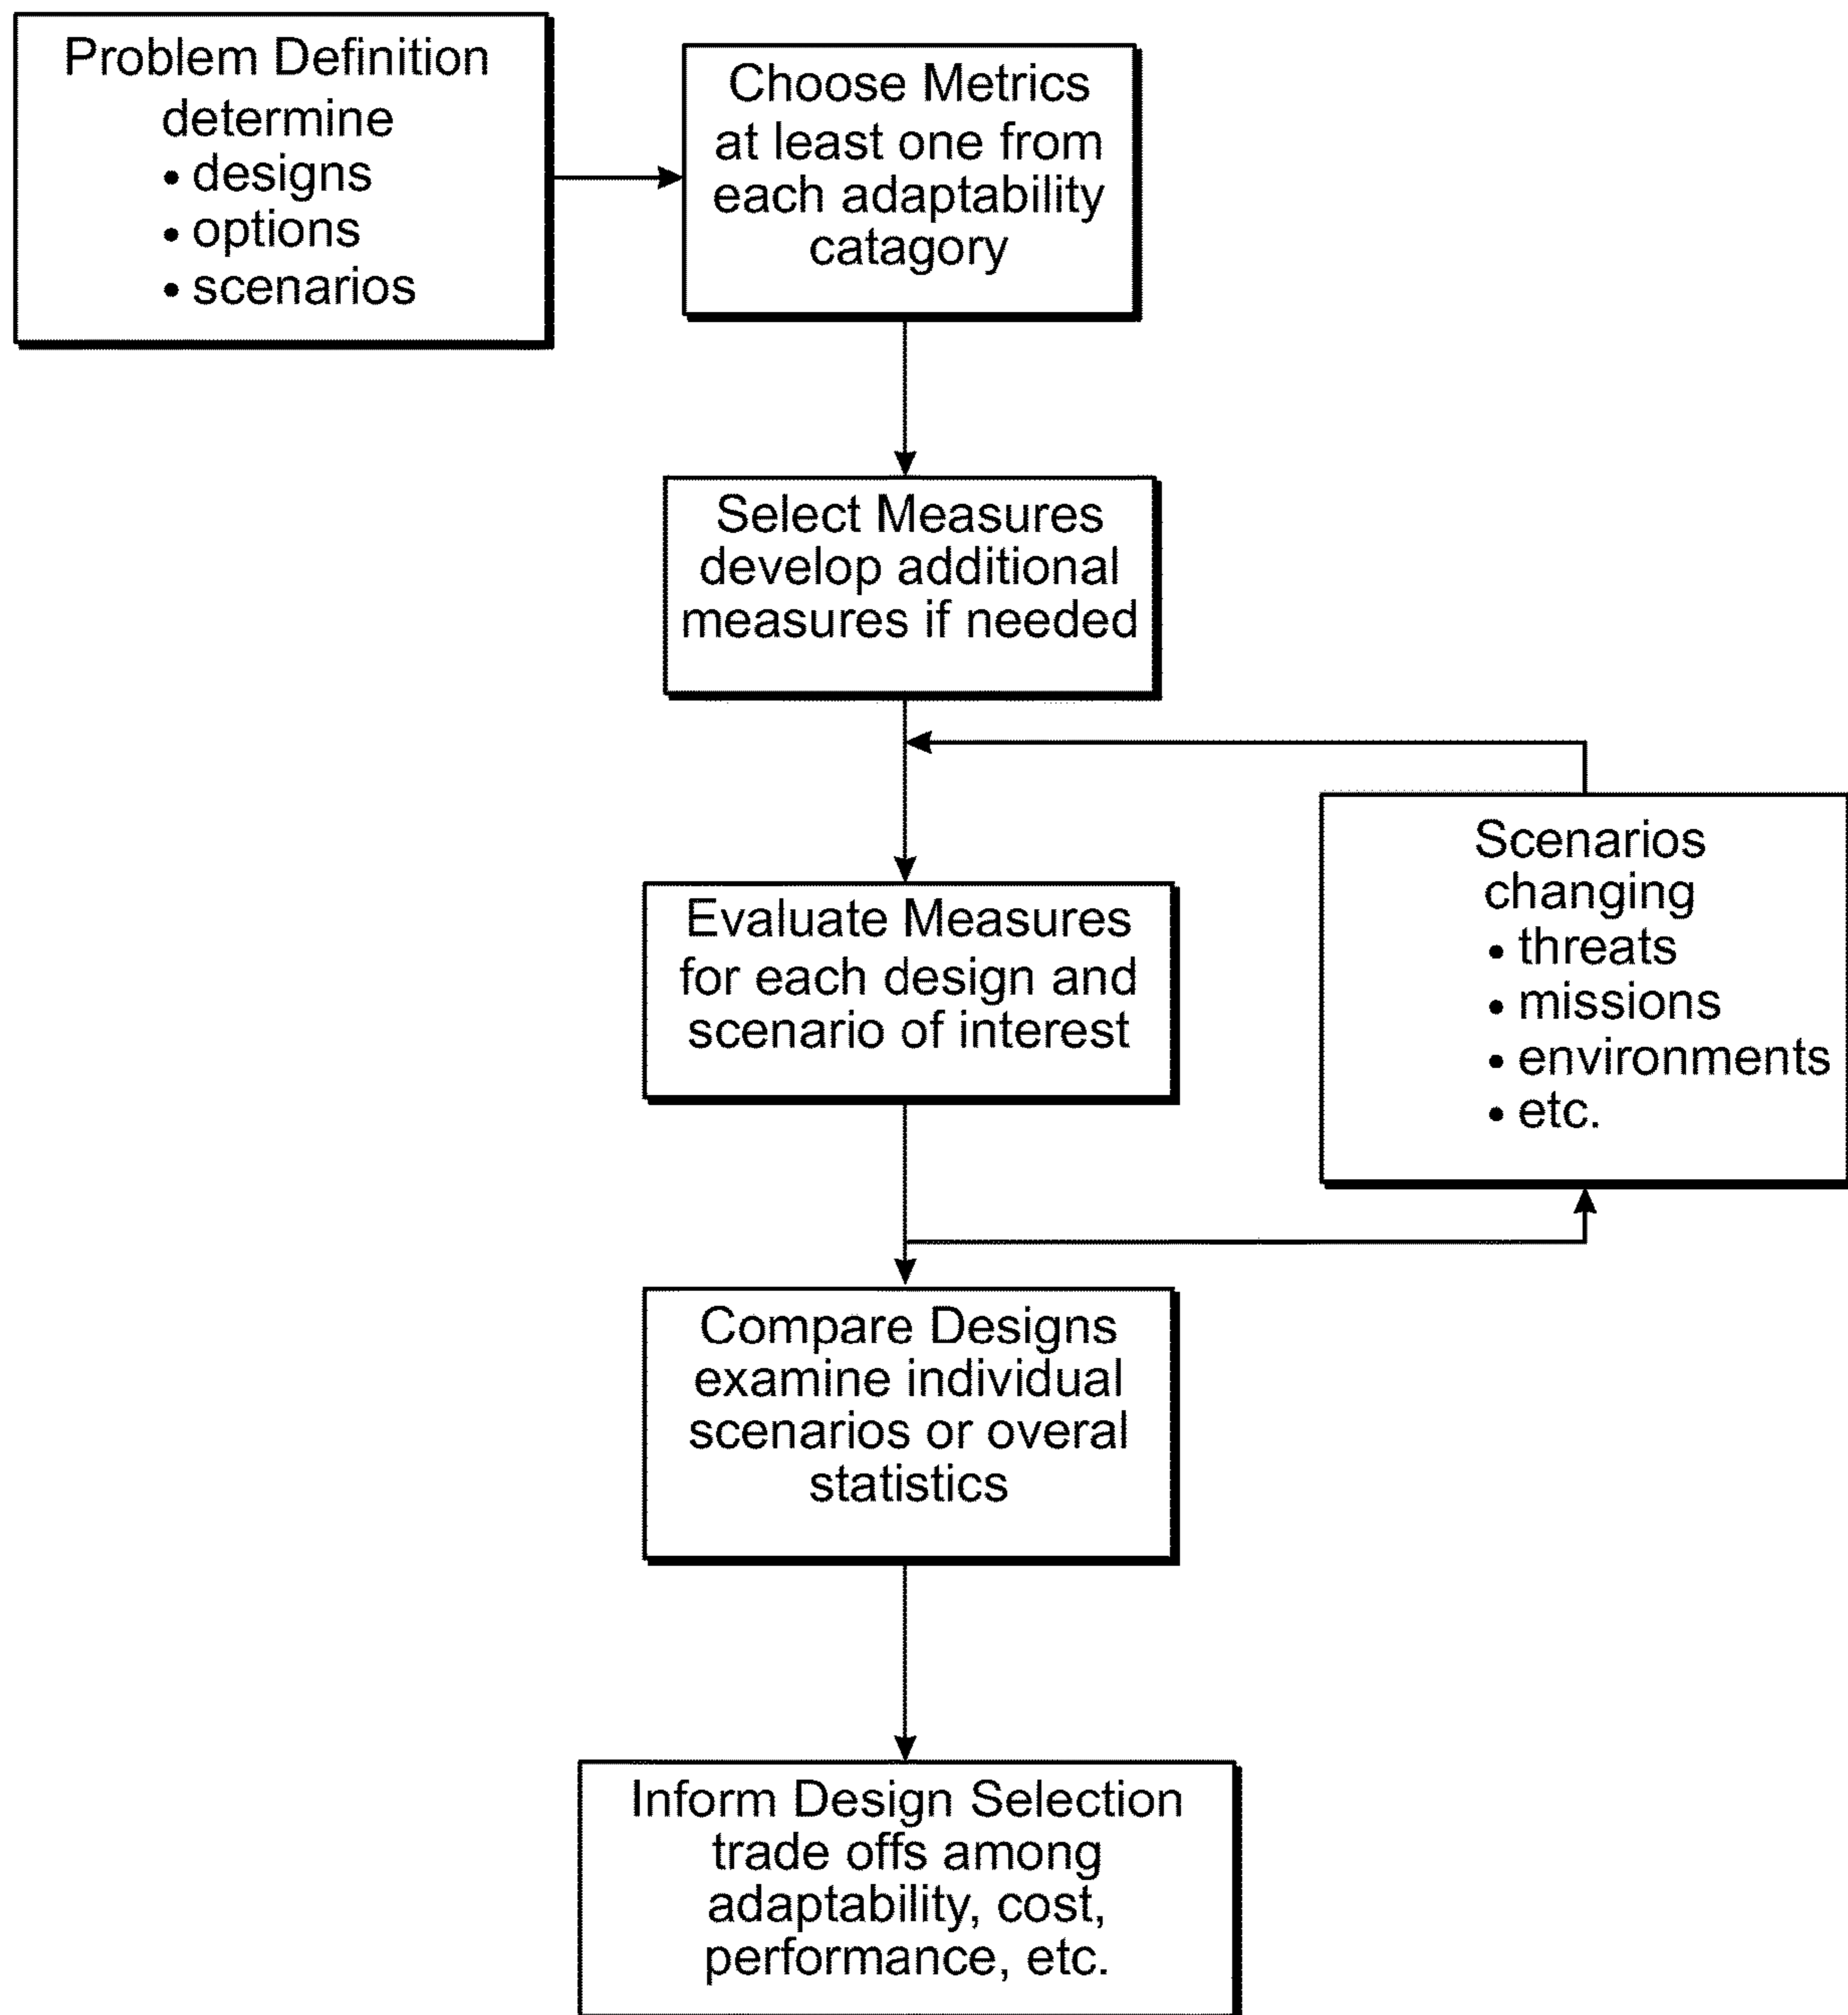 Problem Definition
determine
• designs
• options
• scenarios
Choose Metrics
at least one from
each adaptability
catagory
Select Measures
develop additional
measures if needed
Evaluate Measures
for each design and
scenario of interest
Scenarios
changing
• threats
• missions
• environments
• etc.
Compare Designs
examine individual
scenarios or overal
statistics
Inform Design Selection
trade offs among
adaptability, cost,
performance, etc.